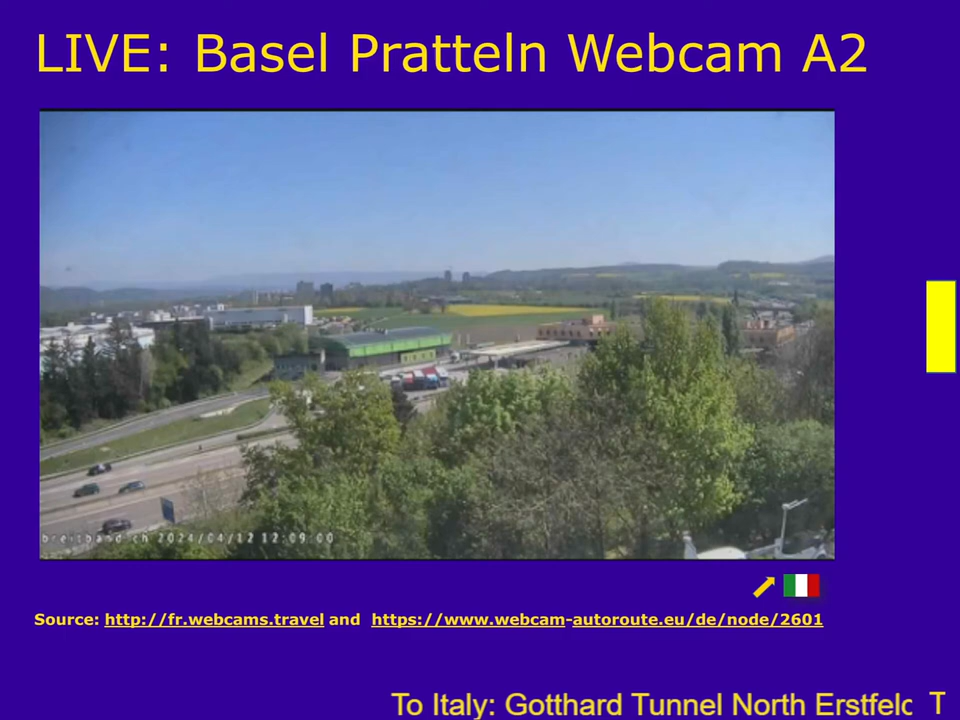 LIVE: Basel Pratteln Webcam A2
breitband.ch 2024/04/12 12:09:00
Source: http://fr.webcams.travel and https://www.webcam-autoroute.eu/de/node/2601
To Italy: Gotthard Tunnel North Erstfeld T